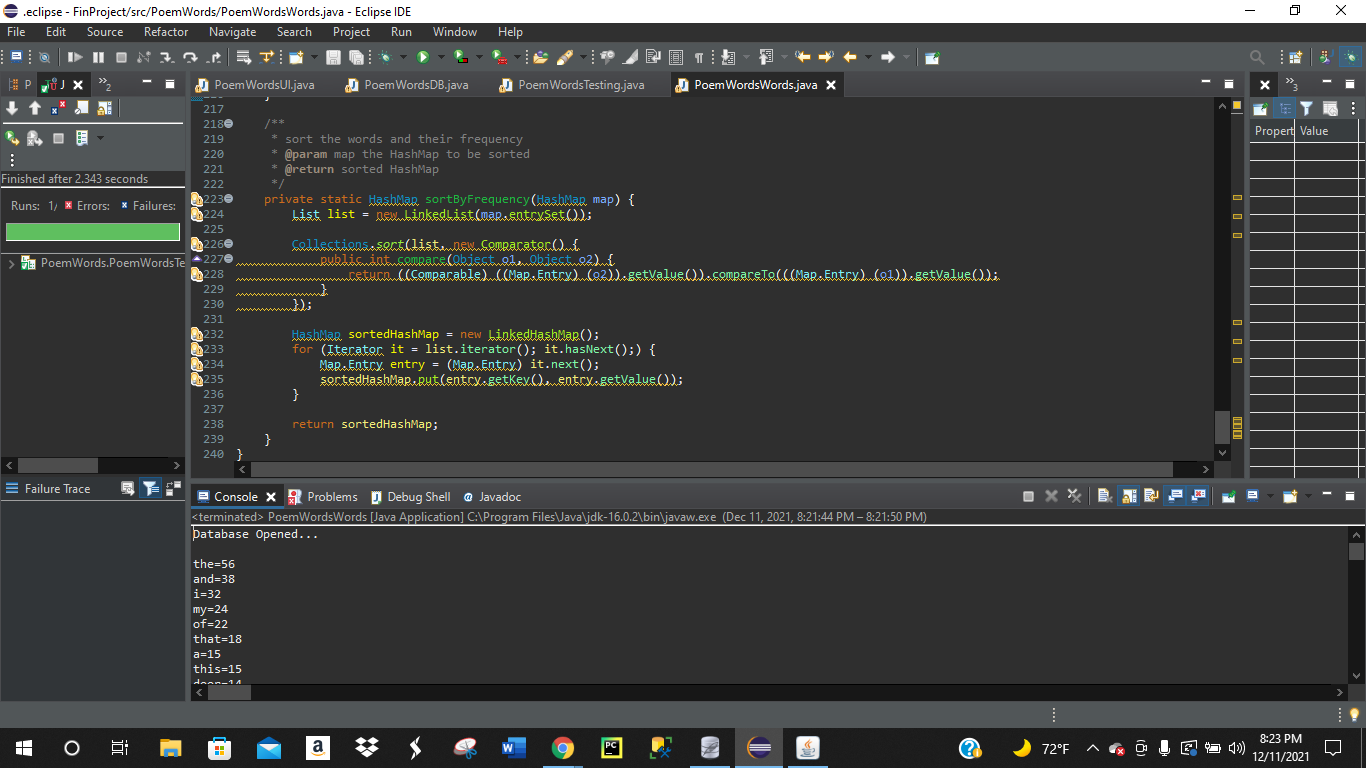 .eclipse - FinProject/src/PoemWords/PoemWordsWords.java - Eclipse IDE
File Edit Source Refactor Navigate Search Project Run Window Help
P J 2 PoemWordsUI.java PoemWordsDB.java PoemWordsTesting.java PoemWordsWords.java 3
Propert Value
Finished after 2.343 seconds
Runs: 1/ Errors: Failures:
PoemWords.PoemWordsTe
Failure Trace
217
218 /**
219 * sort the words and their frequency
220 * @param map the HashMap to be sorted
221 * @return sorted HashMap
222 */
223 private static HashMap sortByFrequency(HashMap map) {
224 List list = new LinkedList(map.entrySet());
225
226 Collections.sort(list, new Comparator() {
227 public int compare(Object o1, Object o2) {
228 return ((Comparable) ((Map.Entry) (o2)).getValue()).compareTo(((Map.Entry) (o1)).getValue());
229 }
230 });
231
232 HashMap sortedHashMap = new LinkedHashMap();
233 for (Iterator it = list.iterator(); it.hasNext();) {
234 Map.Entry entry = (Map.Entry) it.next();
235 sortedHashMap.put(entry.getKey(), entry.getValue());
236 }
237
238 return sortedHashMap;
239 }
240 }
Console Problems Debug Shell @ Javadoc
<terminated> PoemWordsWords [Java Application] C:\Program Files\Java\jdk-16.0.2\bin\javaw.exe (Dec 11, 2021, 8:21:44 PM – 8:21:50 PM)
Database Opened...
the=56
and=38
i=32
my=24
of=22
that=18
a=15
this=15
72°F
8:23 PM
12/11/2021